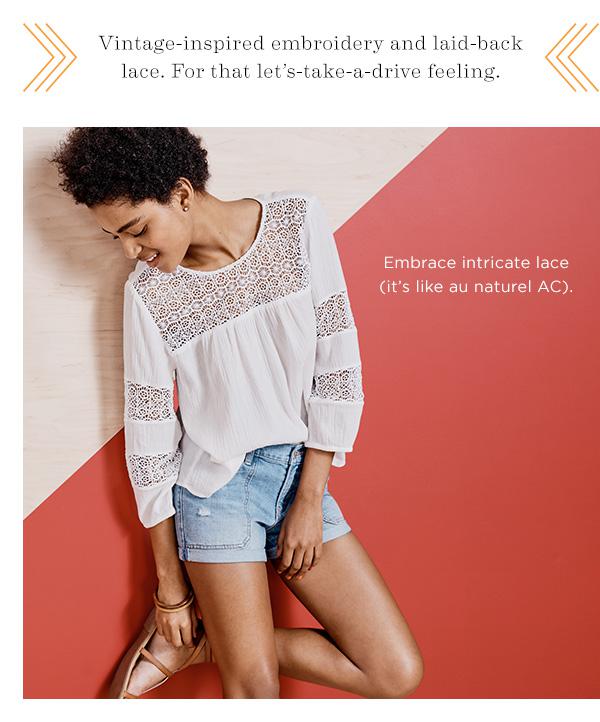 Vintage-inspired embroidery and laid-back
lace. For that let's-take-a-drive feeling.
Embrace intricate lace
(it's like au naturel AC).